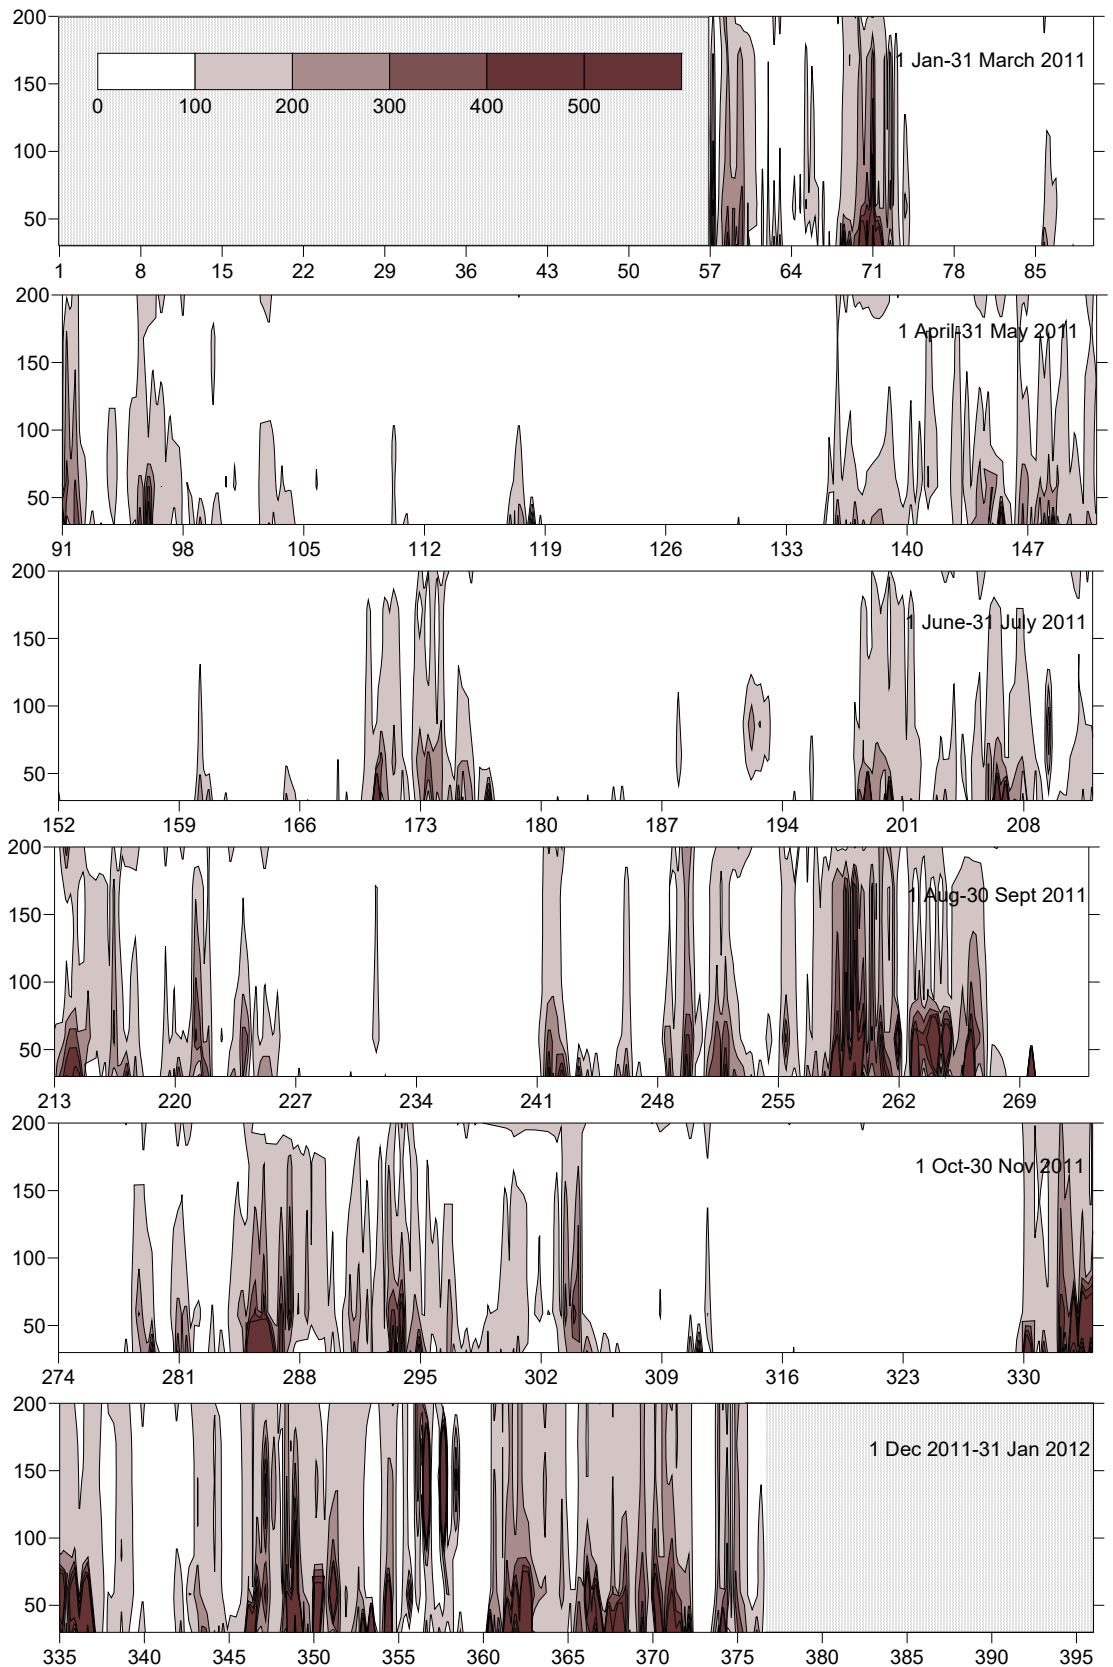 200
1 Jan-31 March 2011
150
0 100 200 300 400 500
100
50
1 8 15 22 29 36 43 50 57 64 71 78 85
200
1 April-31 May 2011
150
100
50
91 98 105 112 119 126 133 140 147
200
1 June-31 July 2011
150
100
50
152 159 166 173 180 187 194 201 208
200
1 Aug-30 Sept 2011
150
100
50
213 220 227 234 241 248 255 262 269
200
1 Oct-30 Nov 2011
150
100
50
274 281 288 295 302 309 316 323 330
200
1 Dec 2011-31 Jan 2012
150
100
50
335 340 345 350 355 360 365 370 375 380 385 390 395